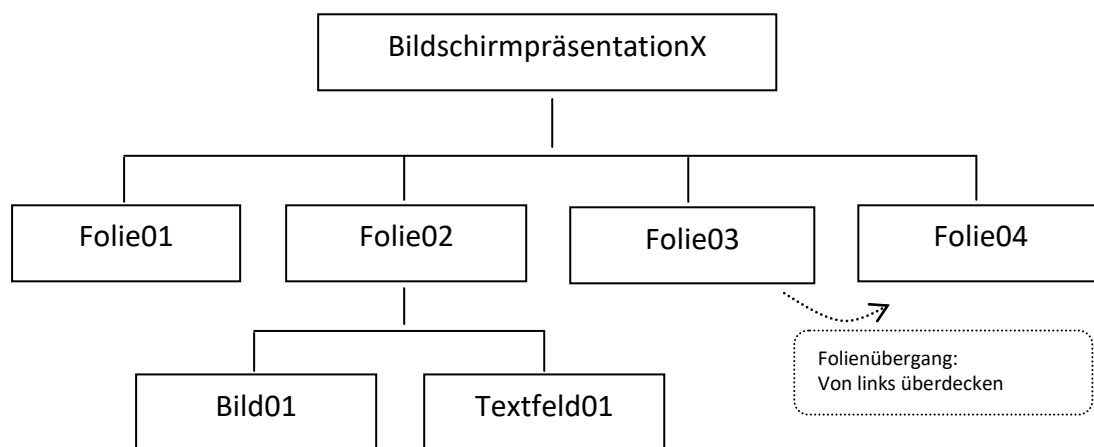 BildschirmpräsentationX
Folie01
Folie02
Folie03
Folie04
Folienübergang:
Von links überdecken
Bild01
Textfeld01